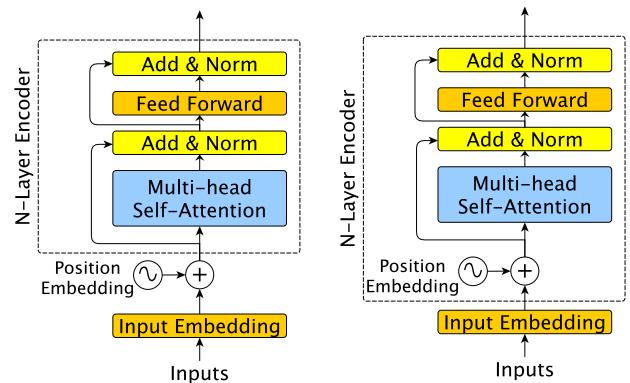 N-Layer Encoder
Add & Norm
Feed Forward
Add & Norm
Multi-head
Self-Attention
Position
Embedding
+
Input Embedding
Inputs
N-Layer Encoder
Add & Norm
Feed Forward
Add & Norm
Multi-head
Self-Attention
Position
Embedding
+
Input Embedding
Inputs